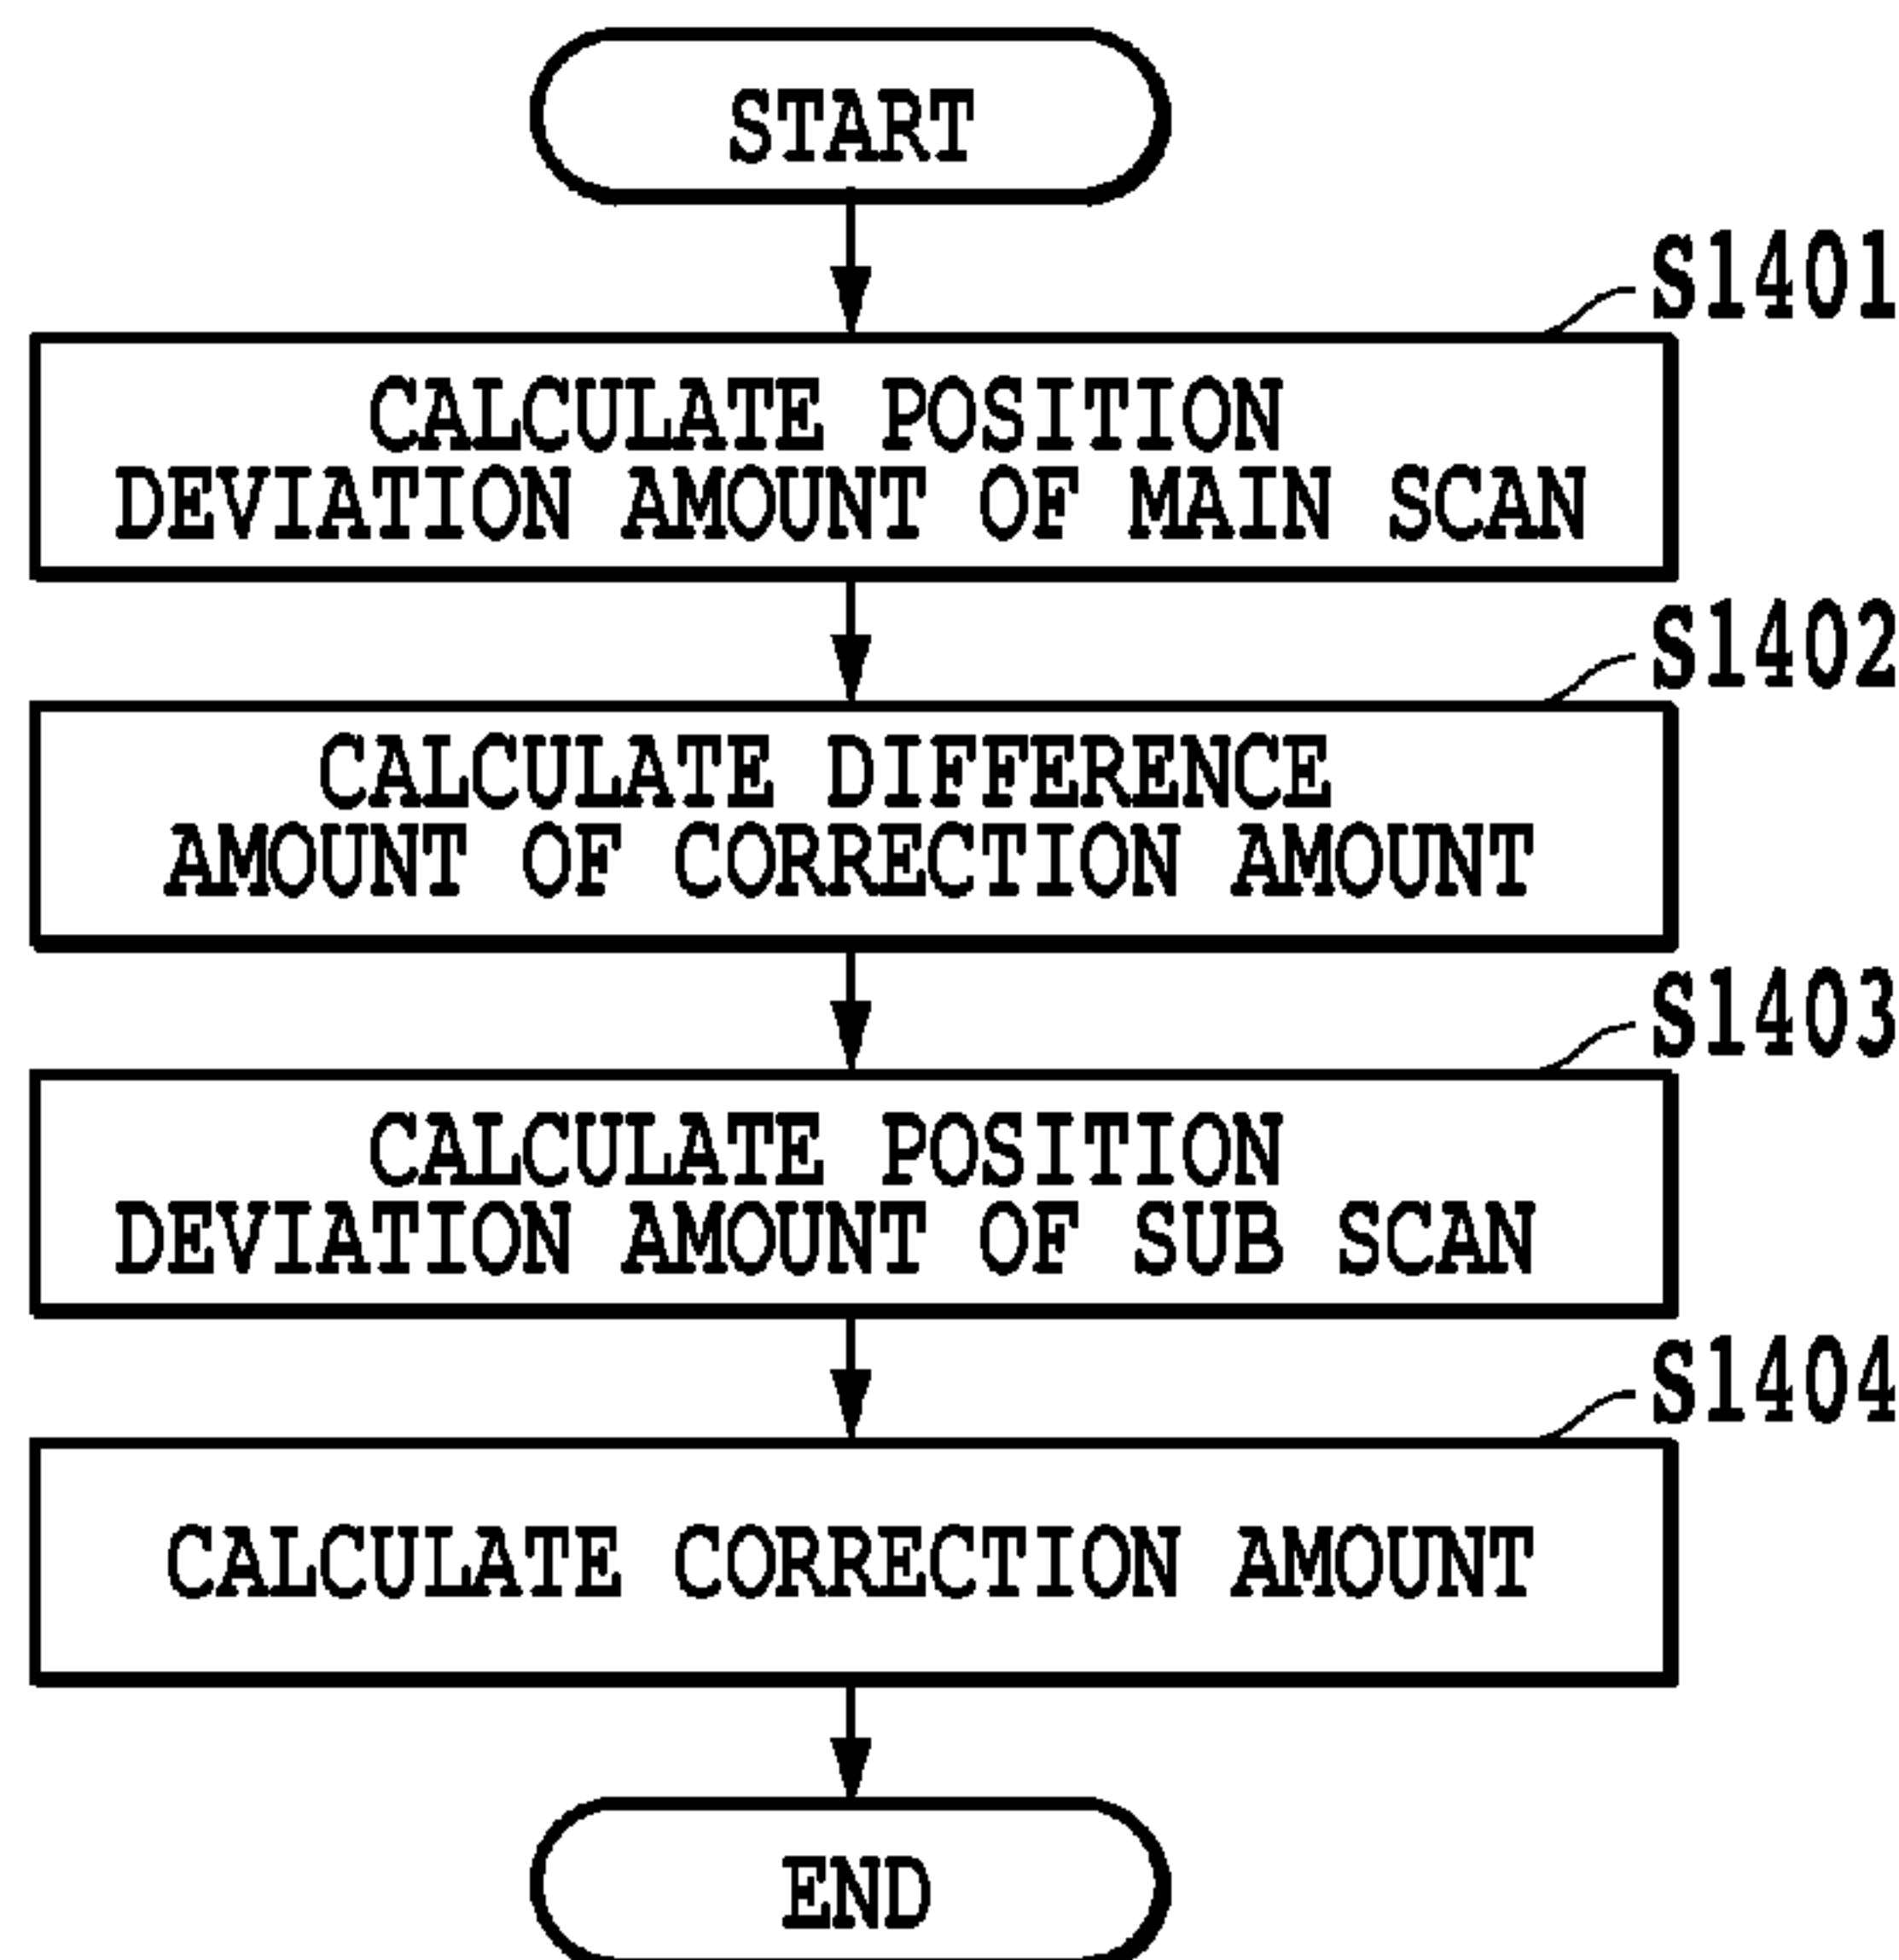 START
S1401
CALCULATE POSITION
DEVIATION AMOUNT OF MAIN SCAN
S1402
CALCULATE DIFFERENCE
AMOUNT OF CORRECTION AMOUNT
S1403
CALCULATE POSITION
DEVIATION AMOUNT OF SUB SCAN
S1404
CALCULATE CORRECTION AMOUNT
END